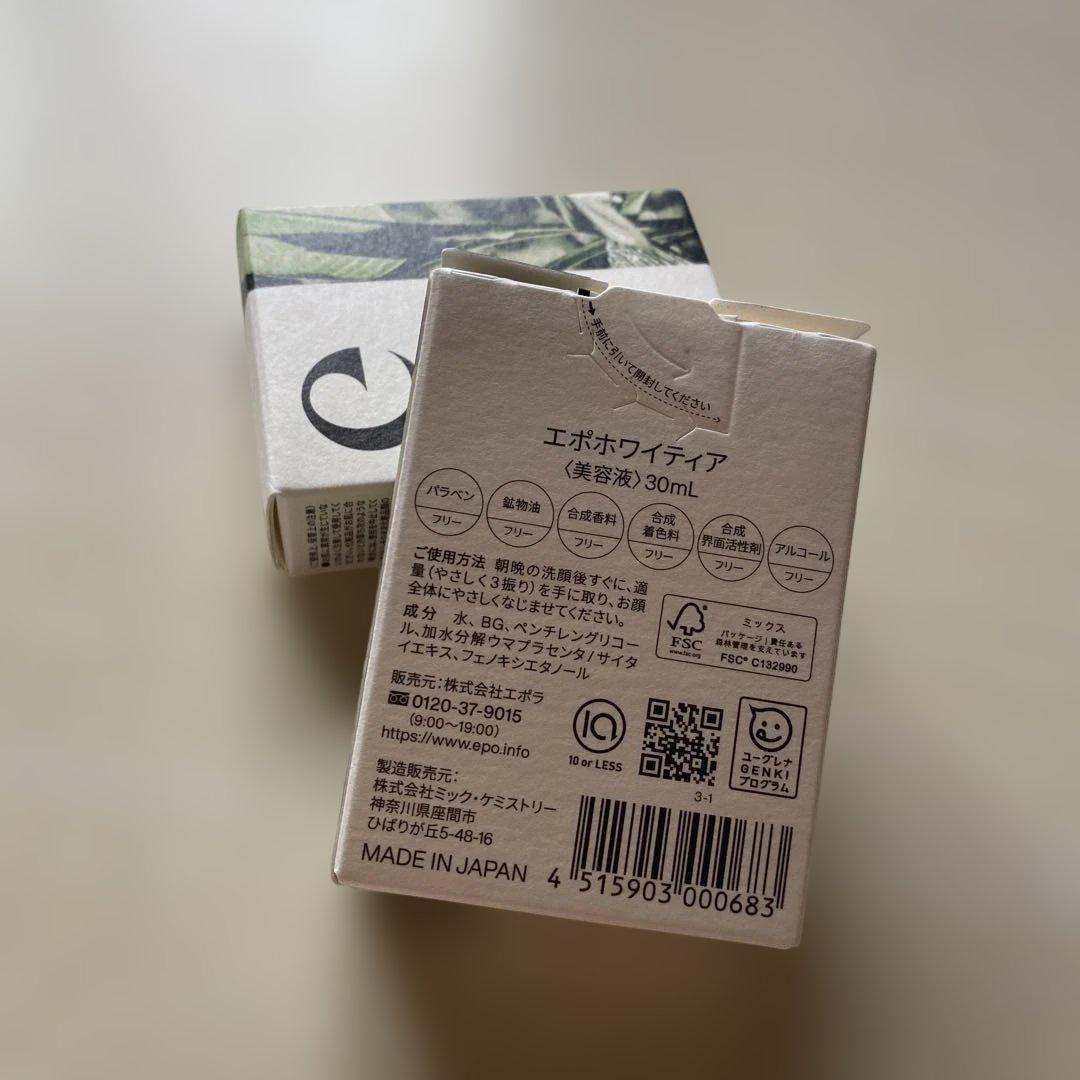 手前に引いて開封してください
エポホワイティア
〈美容液〉30mL
パラベン
フリー
鉱物油
フリー
合成香料
フリー
合成
着色料
フリー
合成
界面活性剤
フリー
アルコール
フリー
ご使用方法 朝晩の洗顔後すぐに、適
量(やさしく3振り)を手に取り、お顔
全体にやさしくなじませてください。
成分 水、BG、ペンチレングリコー
ル、加水分解ウマプラセンタ/サイタ
イエキス、フェノキシエタノール
FSC
www.fsc.org
ミックス
パッケージ|責任ある
森林管理を支えています
FSC® C132990
販売元:株式会社エポラ
0120-37-9015
(9:00〜19:00)
https://www.epo.info
10 or LESS
3-1
ユーグレナ
GENKI
プログラム
製造販売元:
株式会社ミック・ケミストリー
神奈川県座間市
ひばりが丘5-48-16
MADE IN JAPAN
4 515903 000683